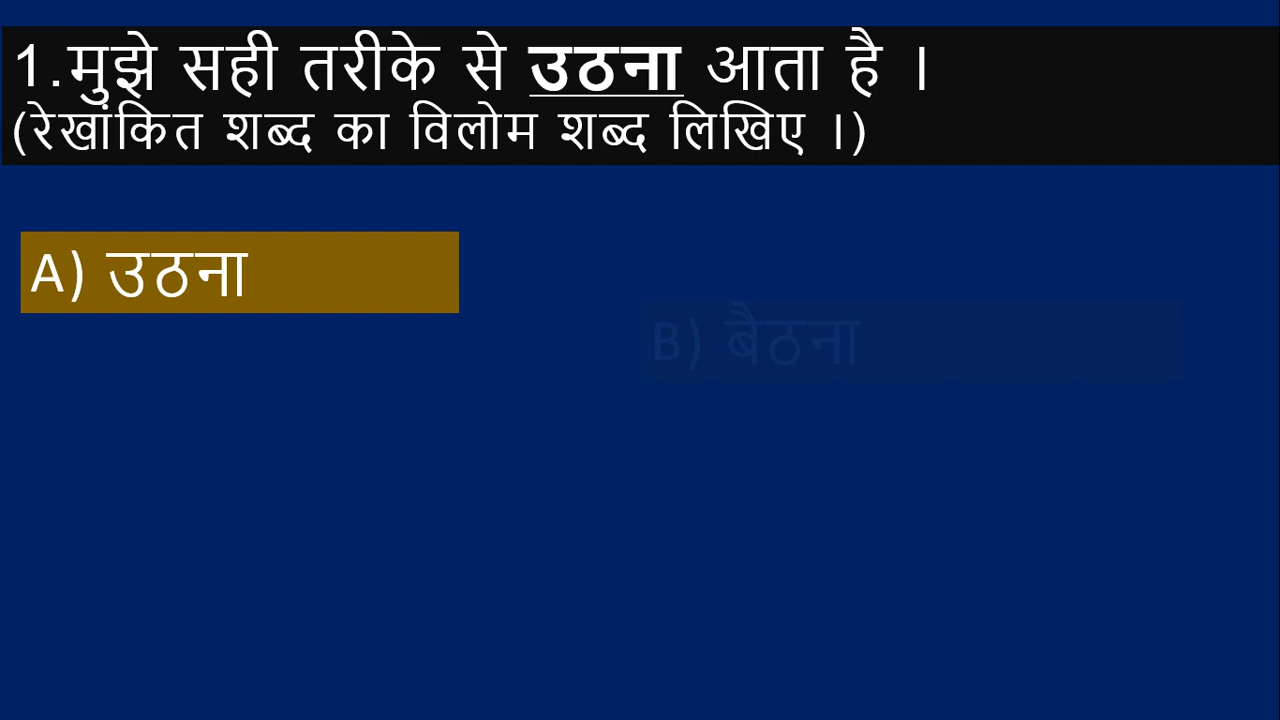 1.मुझे सही तरीके से उठना आता है ।
(रेखांकित शब्द का विलोम शब्द लिखिए ।)
A) उठना
B) बैठना